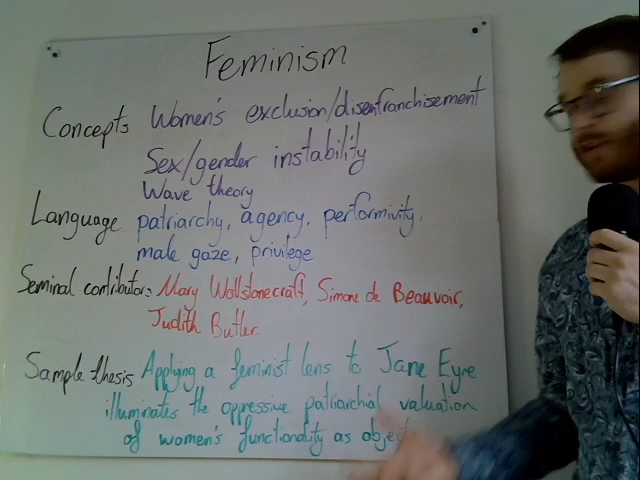 Feminism
Concepts Women's exclusion/disenfranchisement
Sex/gender instability
Wave theory
Language patriarchy, agency, performivity,
male gaze, privilege
Seminal contributors: Mary Wollstonecraft, Simone de Beauvoir,
Judith Butler.
Sample thesis Applying a feminist lens to Jane Eyre
illuminates the oppressive patriarchial valuation
of women's functionality as